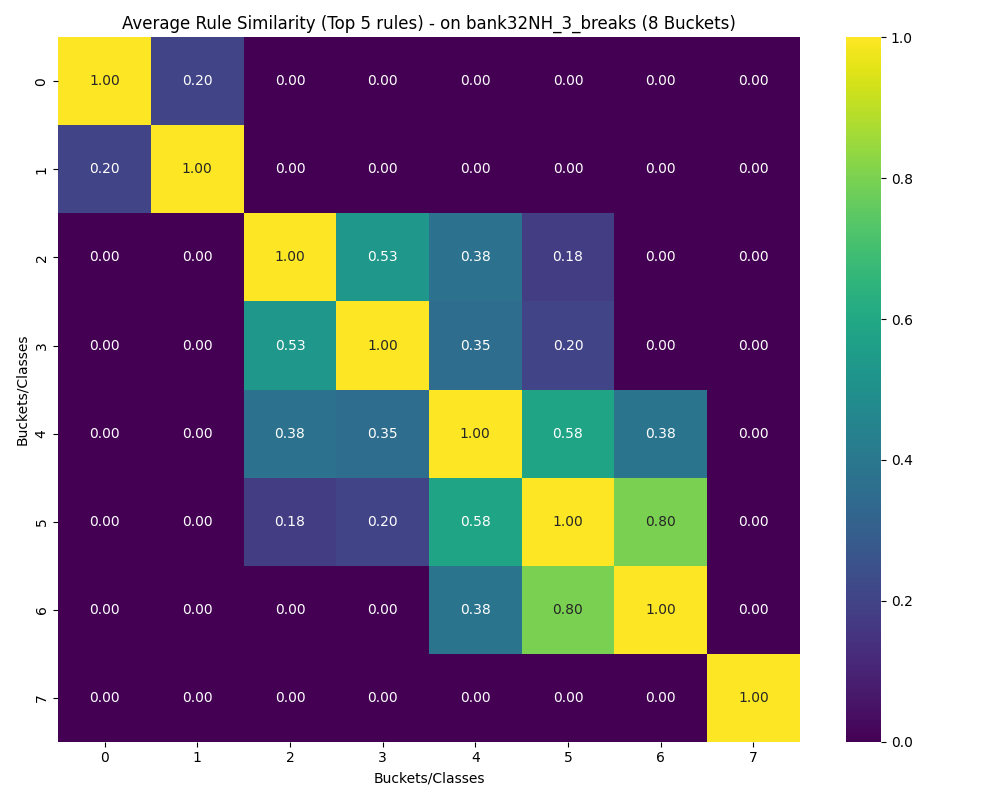 Average Rule Similarity (Top 5 rules) - on bank32NH_3_breaks (8 Buckets)
0 1.00 0.20 0.00 0.00 0.00 0.00 0.00 0.00
1 0.20 1.00 0.00 0.00 0.00 0.00 0.00 0.00
2 0.00 0.00 1.00 0.53 0.38 0.18 0.00 0.00
3 0.00 0.00 0.53 1.00 0.35 0.20 0.00 0.00
4 0.00 0.00 0.38 0.35 1.00 0.58 0.38 0.00
5 0.00 0.00 0.18 0.20 0.58 1.00 0.80 0.00
6 0.00 0.00 0.00 0.00 0.38 0.80 1.00 0.00
7 0.00 0.00 0.00 0.00 0.00 0.00 0.00 1.00
0 1 2 3 4 5 6 7
Buckets/Classes
Buckets/Classes
1.0
0.8
0.6
0.4
0.2
0.0